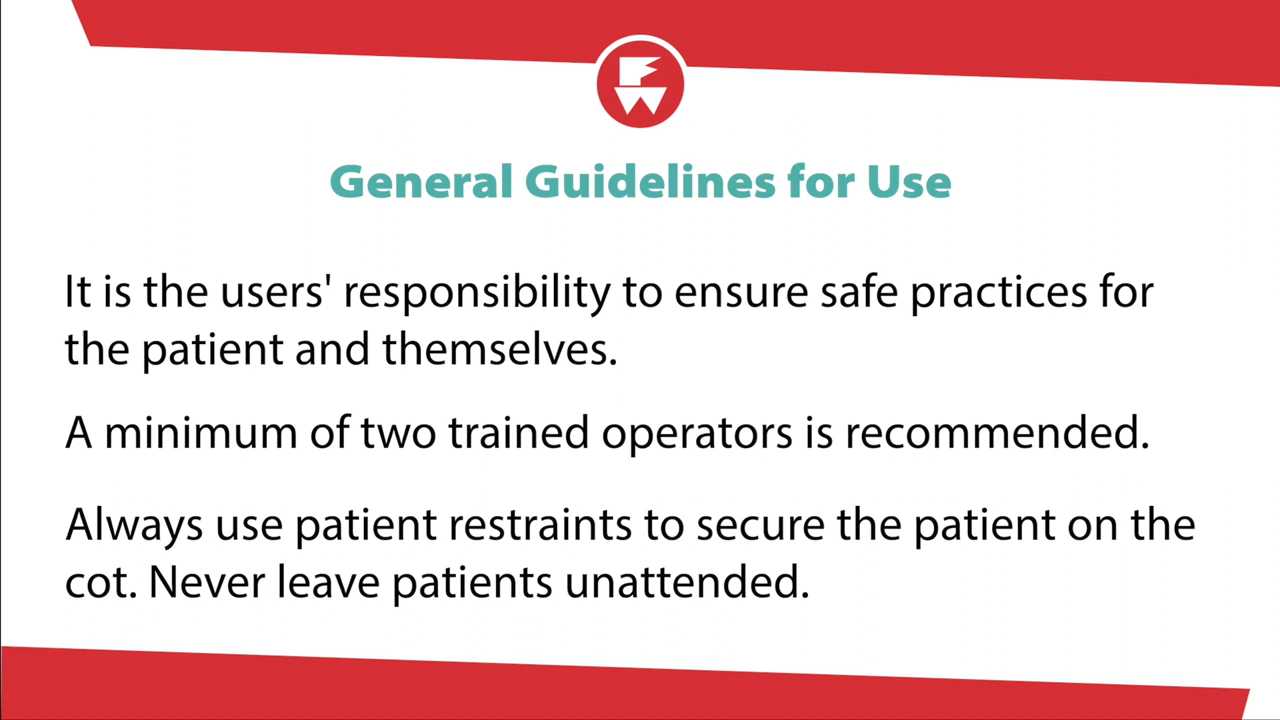 General Guidelines for Use
It is the users' responsibility to ensure safe practices for
the patient and themselves.
A minimum of two trained operators is recommended.
Always use patient restraints to secure the patient on the
cot. Never leave patients unattended.